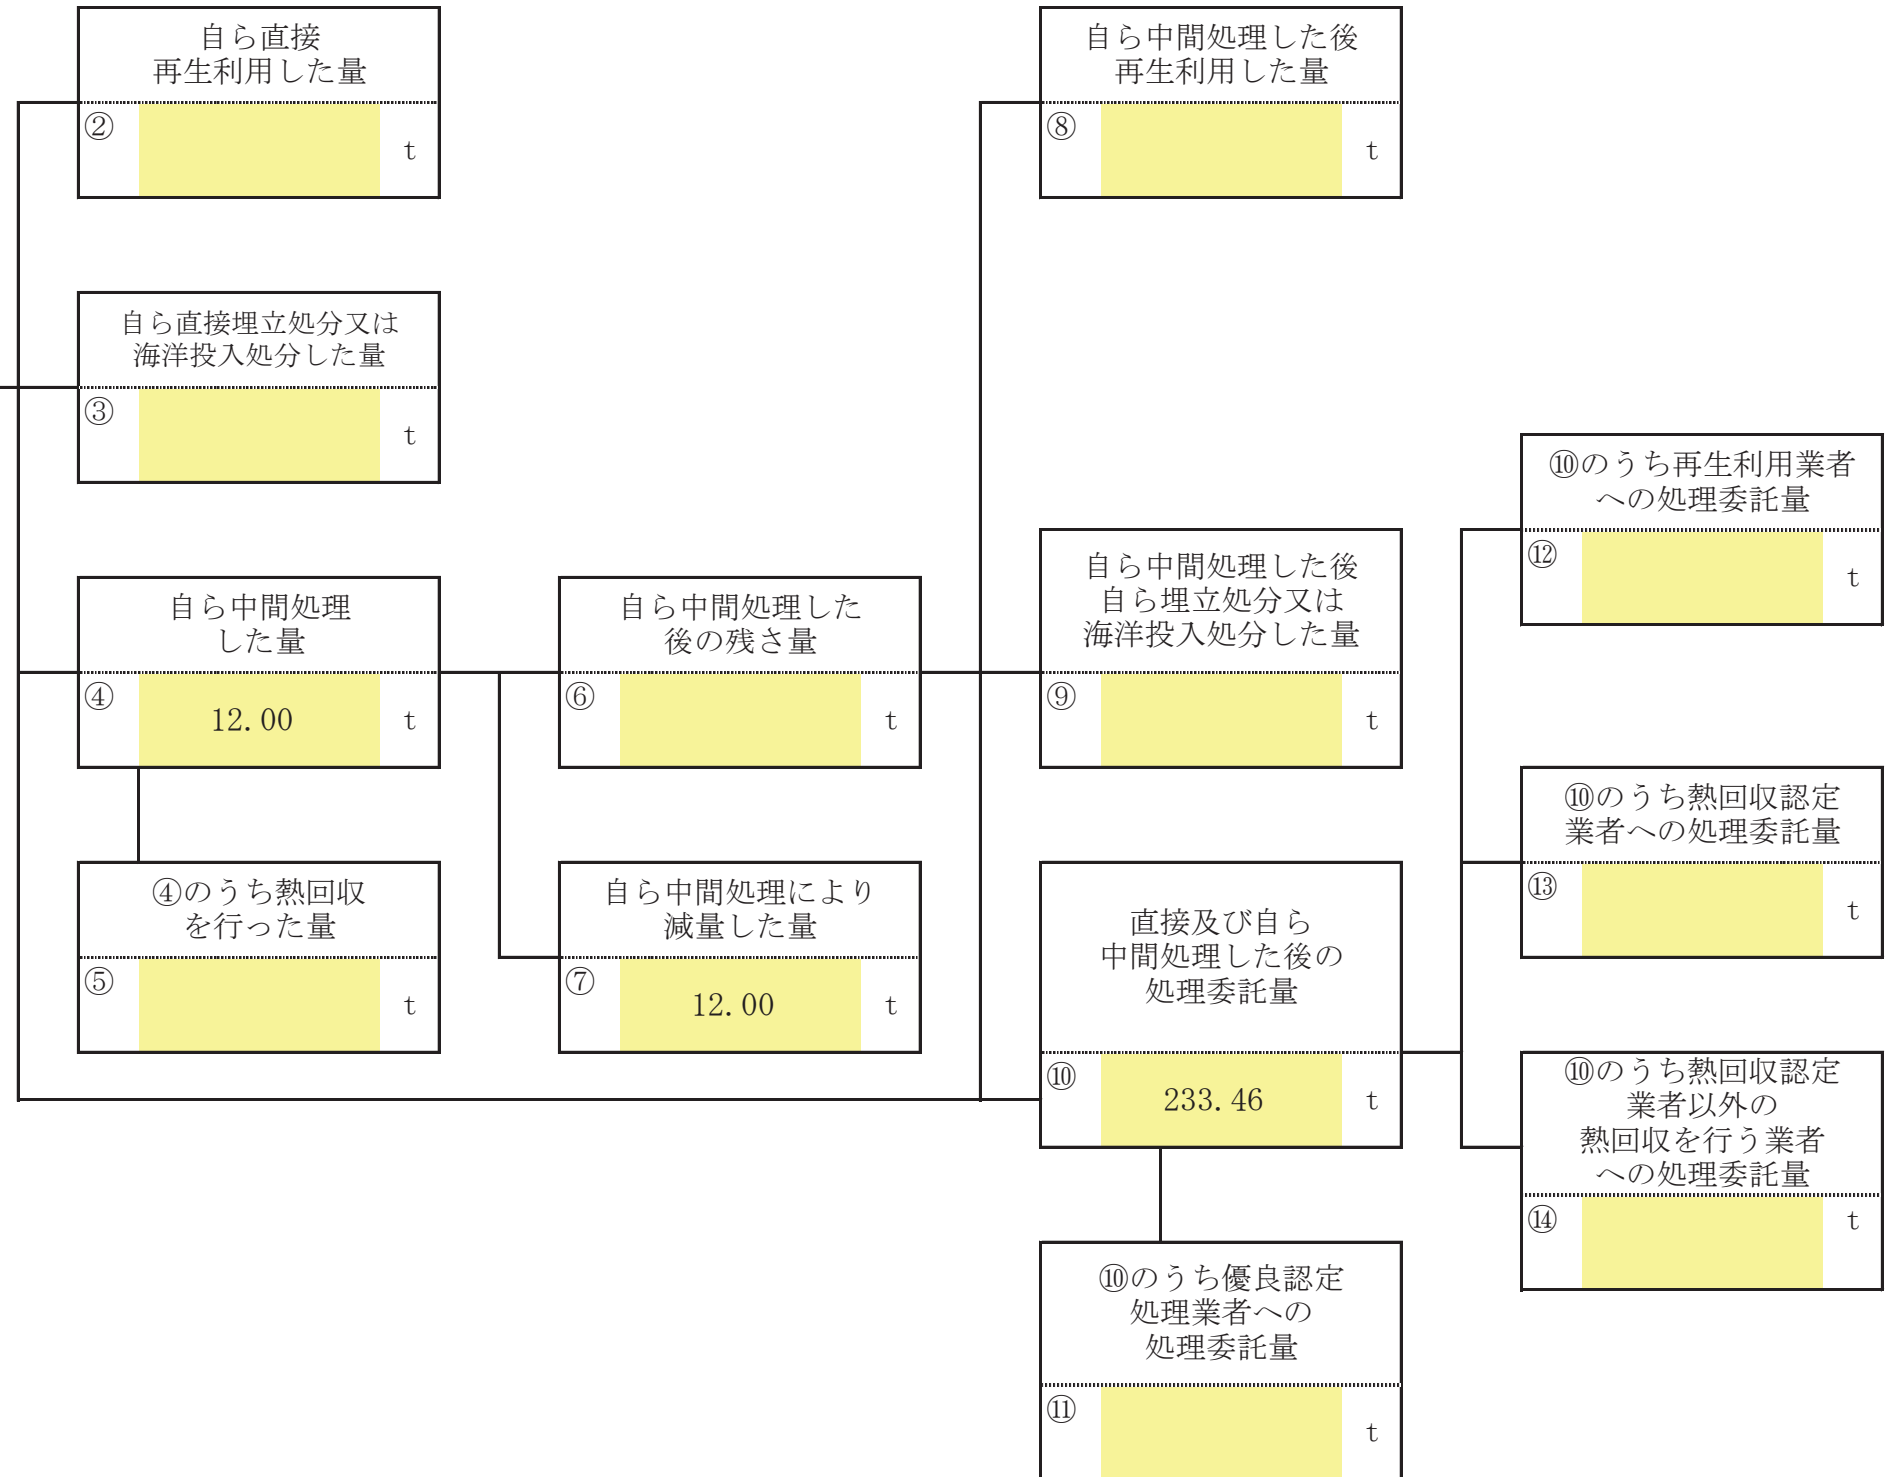 自ら直接
再生利用した量
②
t
自ら中間処理した後
再生利用した量
⑧
t
自ら直接埋立処分又は
海洋投入処分した量
③
t
⑩のうち再生利用業者
への処理委託量
⑫
t
自ら中間処理
した量
④
12.00
t
自ら中間処理した
後の残さ量
⑥
t
自ら中間処理した後
自ら埋立処分又は
海洋投入処分した量
⑨
t
⑩のうち熱回収認定
業者への処理委託量
⑬
t
④のうち熱回収
を行った量
⑤
t
自ら中間処理により
減量した量
⑦
12.00
t
直接及び自ら
中間処理した後の
処理委託量
⑩
233.46
t
⑩のうち熱回収認定
業者以外の
熱回収を行う業者
への処理委託量
⑭
t
⑩のうち優良認定
処理業者への
処理委託量
⑪
t